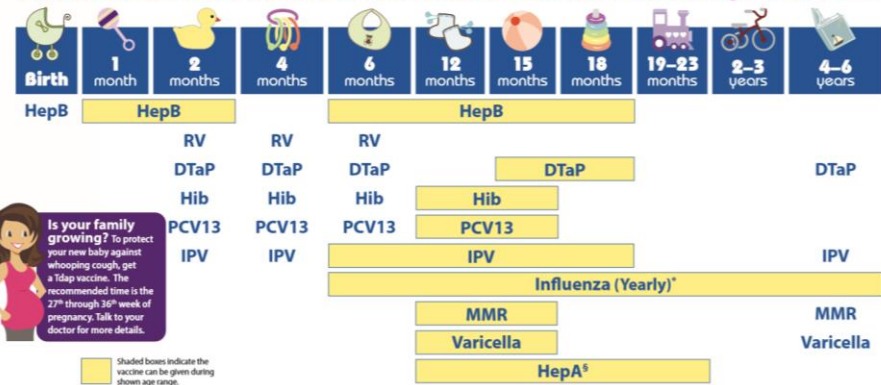 Birth
1 month
2 months
4 months
6 months
12 months
15 months
18 months
19–23 months
2–3 years
4–6 years
HepB HepB HepB
RV RV RV
DTaP DTaP DTaP DTaP DTaP
Hib Hib Hib Hib
PCV13 PCV13 PCV13 PCV13
IPV IPV IPV IPV
Influenza (Yearly)*
MMR MMR
Varicella Varicella
HepA§
Is your family
growing? To protect
your new baby against
whooping cough, get
a Tdap vaccine. The
recommended time is the
27th through 36th week of
pregnancy. Talk to your
doctor for more details.
Shaded boxes indicate the
vaccine can be given during
shown age range.